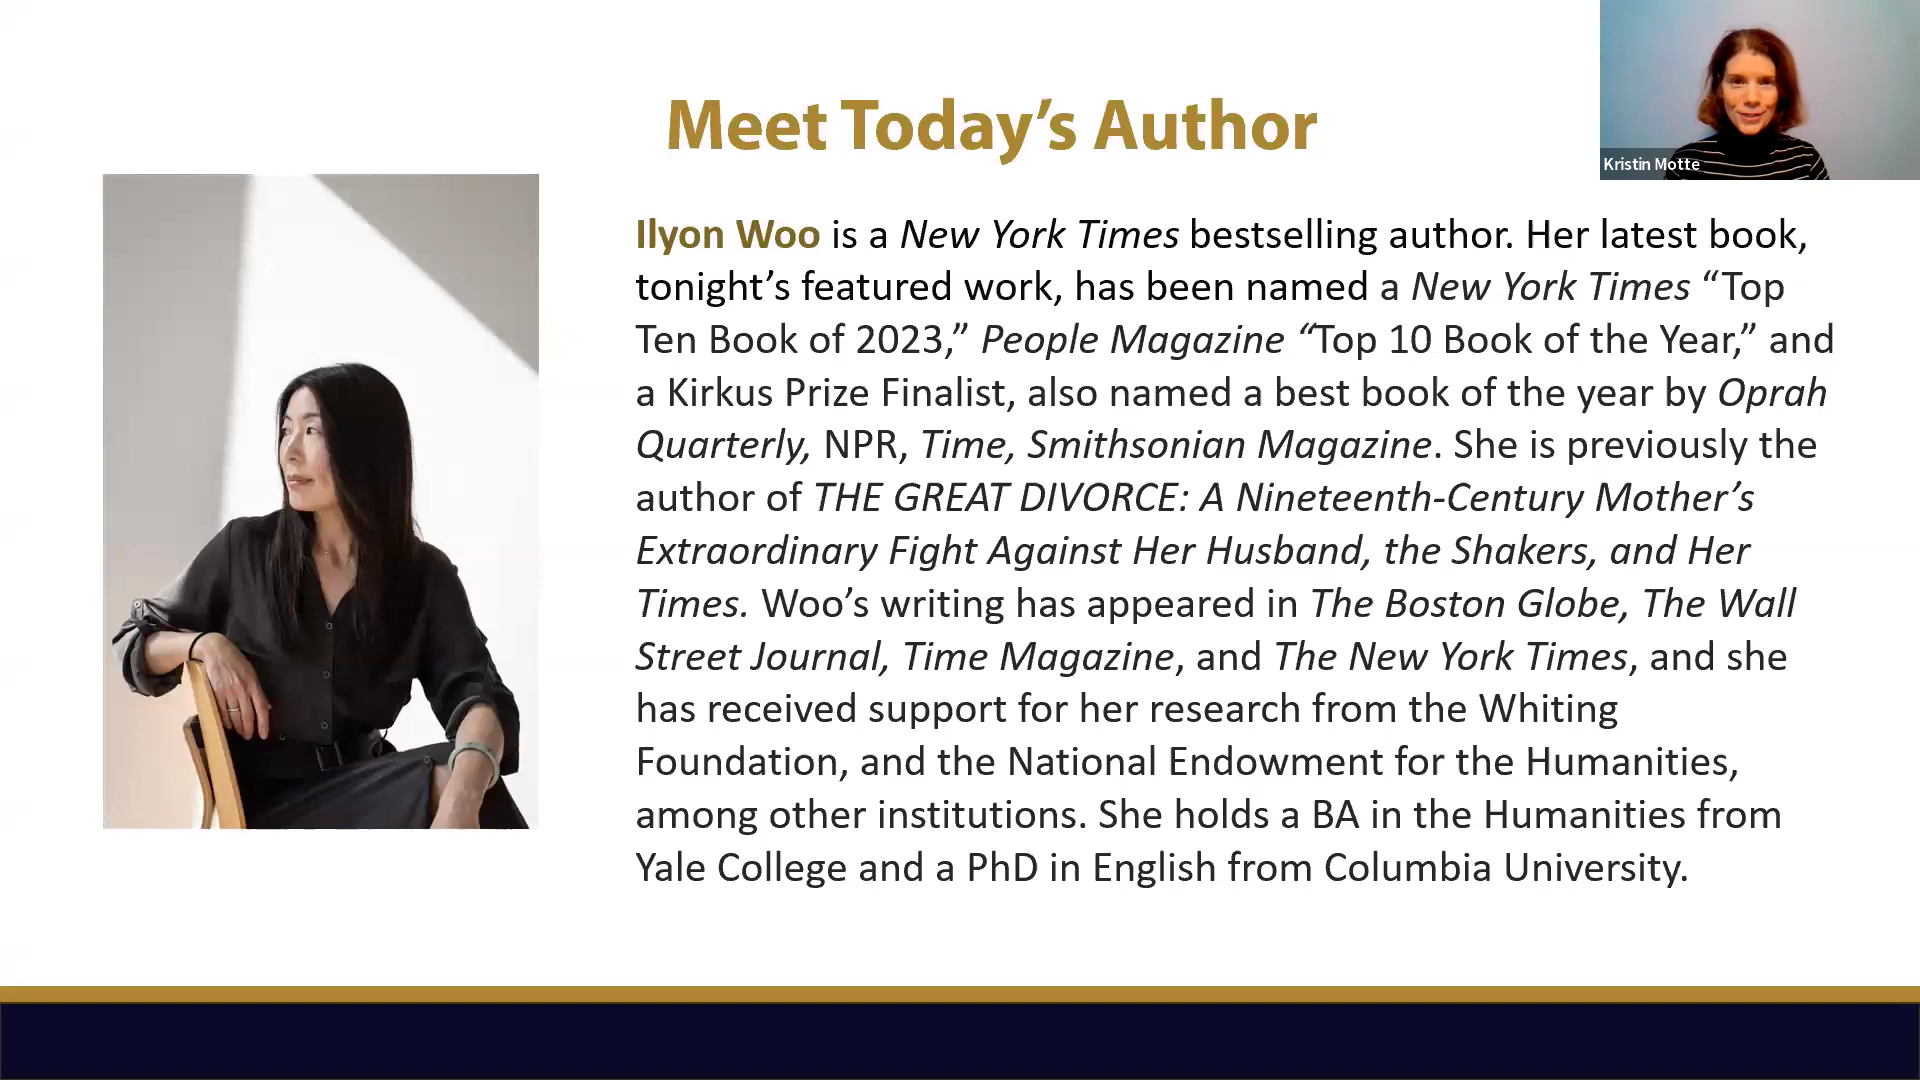 Meet Today’s Author
Kristin Motte
Ilyon Woo is a New York Times bestselling author. Her latest book,
tonight’s featured work, has been named a New York Times “Top
Ten Book of 2023,” People Magazine “Top 10 Book of the Year,” and
a Kirkus Prize Finalist, also named a best book of the year by Oprah
Quarterly, NPR, Time, Smithsonian Magazine. She is previously the
author of THE GREAT DIVORCE: A Nineteenth-Century Mother’s
Extraordinary Fight Against Her Husband, the Shakers, and Her
Times. Woo’s writing has appeared in The Boston Globe, The Wall
Street Journal, Time Magazine, and The New York Times, and she
has received support for her research from the Whiting
Foundation, and the National Endowment for the Humanities,
among other institutions. She holds a BA in the Humanities from
Yale College and a PhD in English from Columbia University.